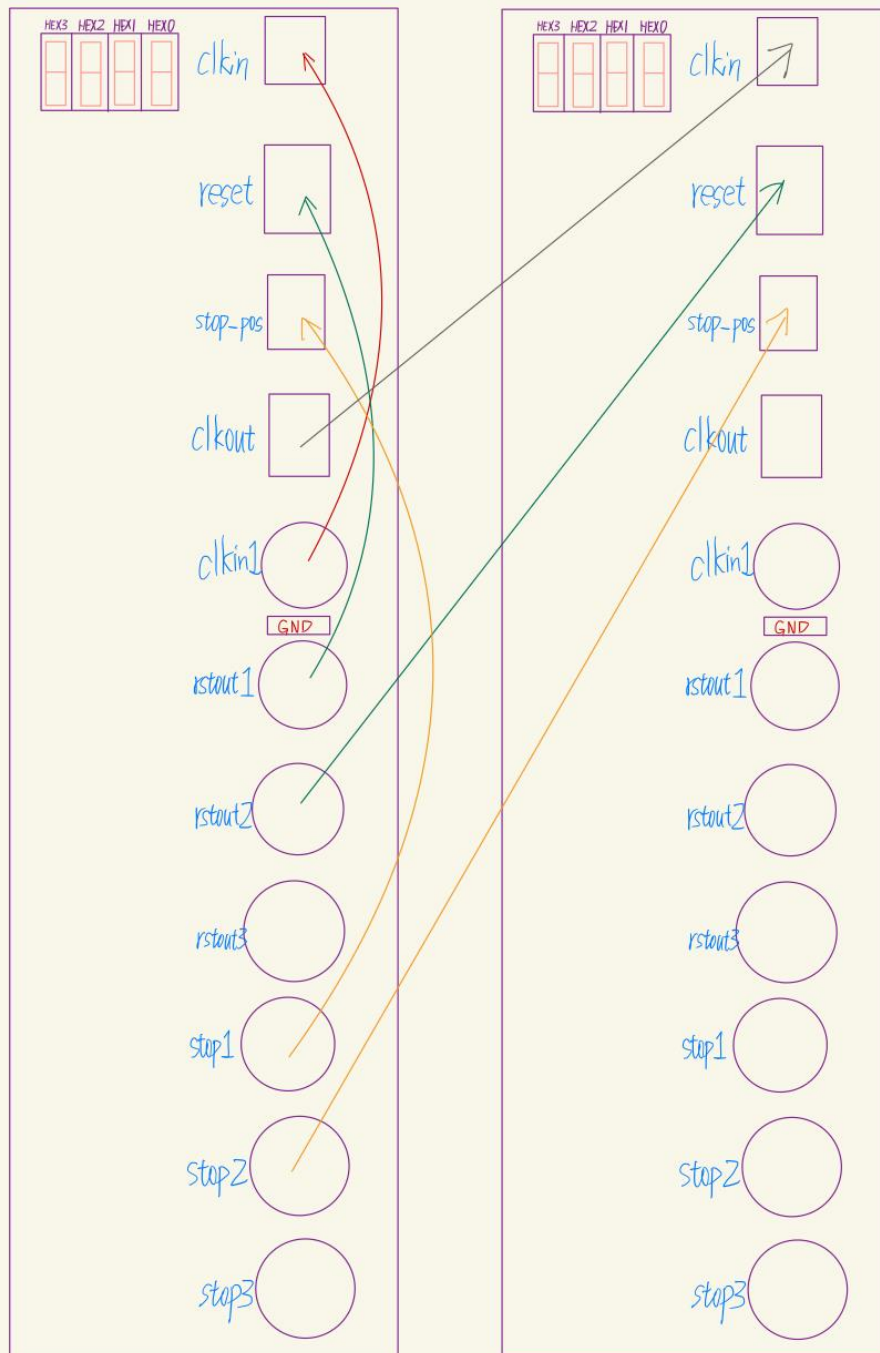 HEX3 HEX2 HEX1 HEX0
clkin
reset
stop_pos
clkout
clkin1
GND
rstout1
rstout2
rstout3
stop1
stop2
stop3
HEX3 HEX2 HEX1 HEX0
clkin
reset
stop_pos
clkout
clkin1
GND
rstout1
rstout2
rstout3
stop1
stop2
stop3